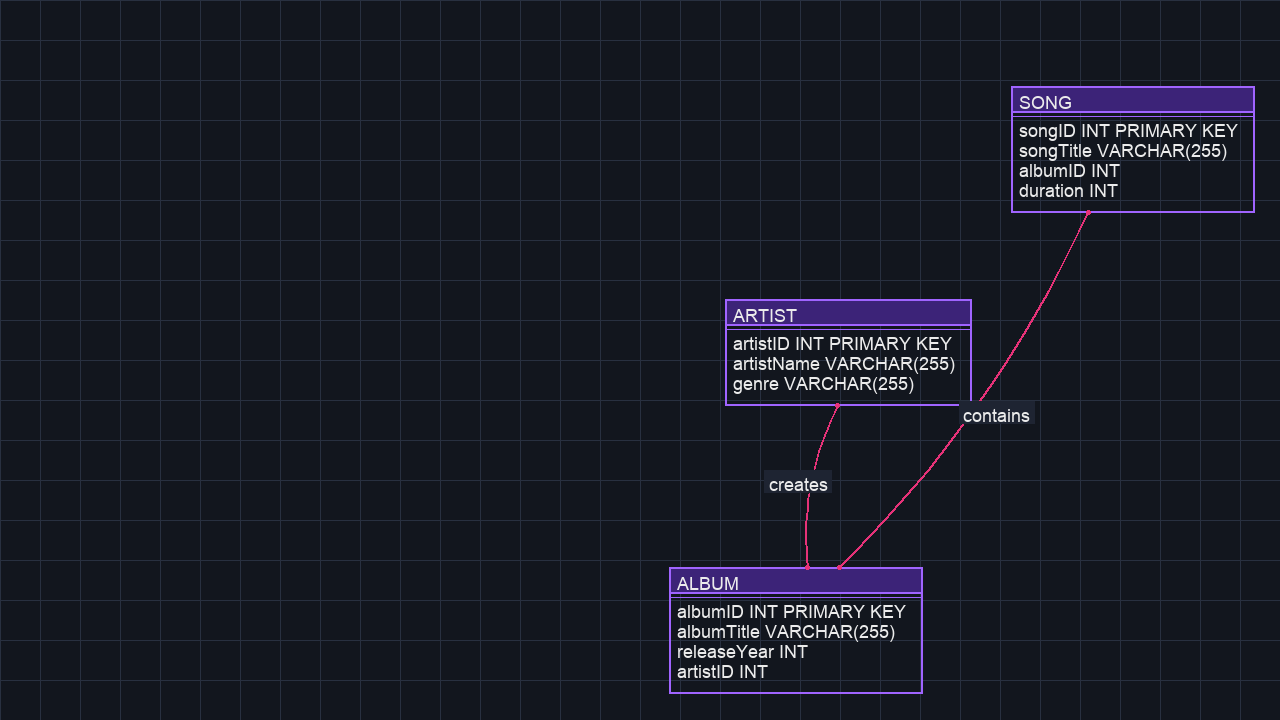 SONG
songID INT PRIMARY KEY
songTitle VARCHAR(255)
albumID INT
duration INT
ARTIST
artistID INT PRIMARY KEY
artistName VARCHAR(255)
genre VARCHAR(255)
contains
creates
ALBUM
albumID INT PRIMARY KEY
albumTitle VARCHAR(255)
releaseYear INT
artistID INT